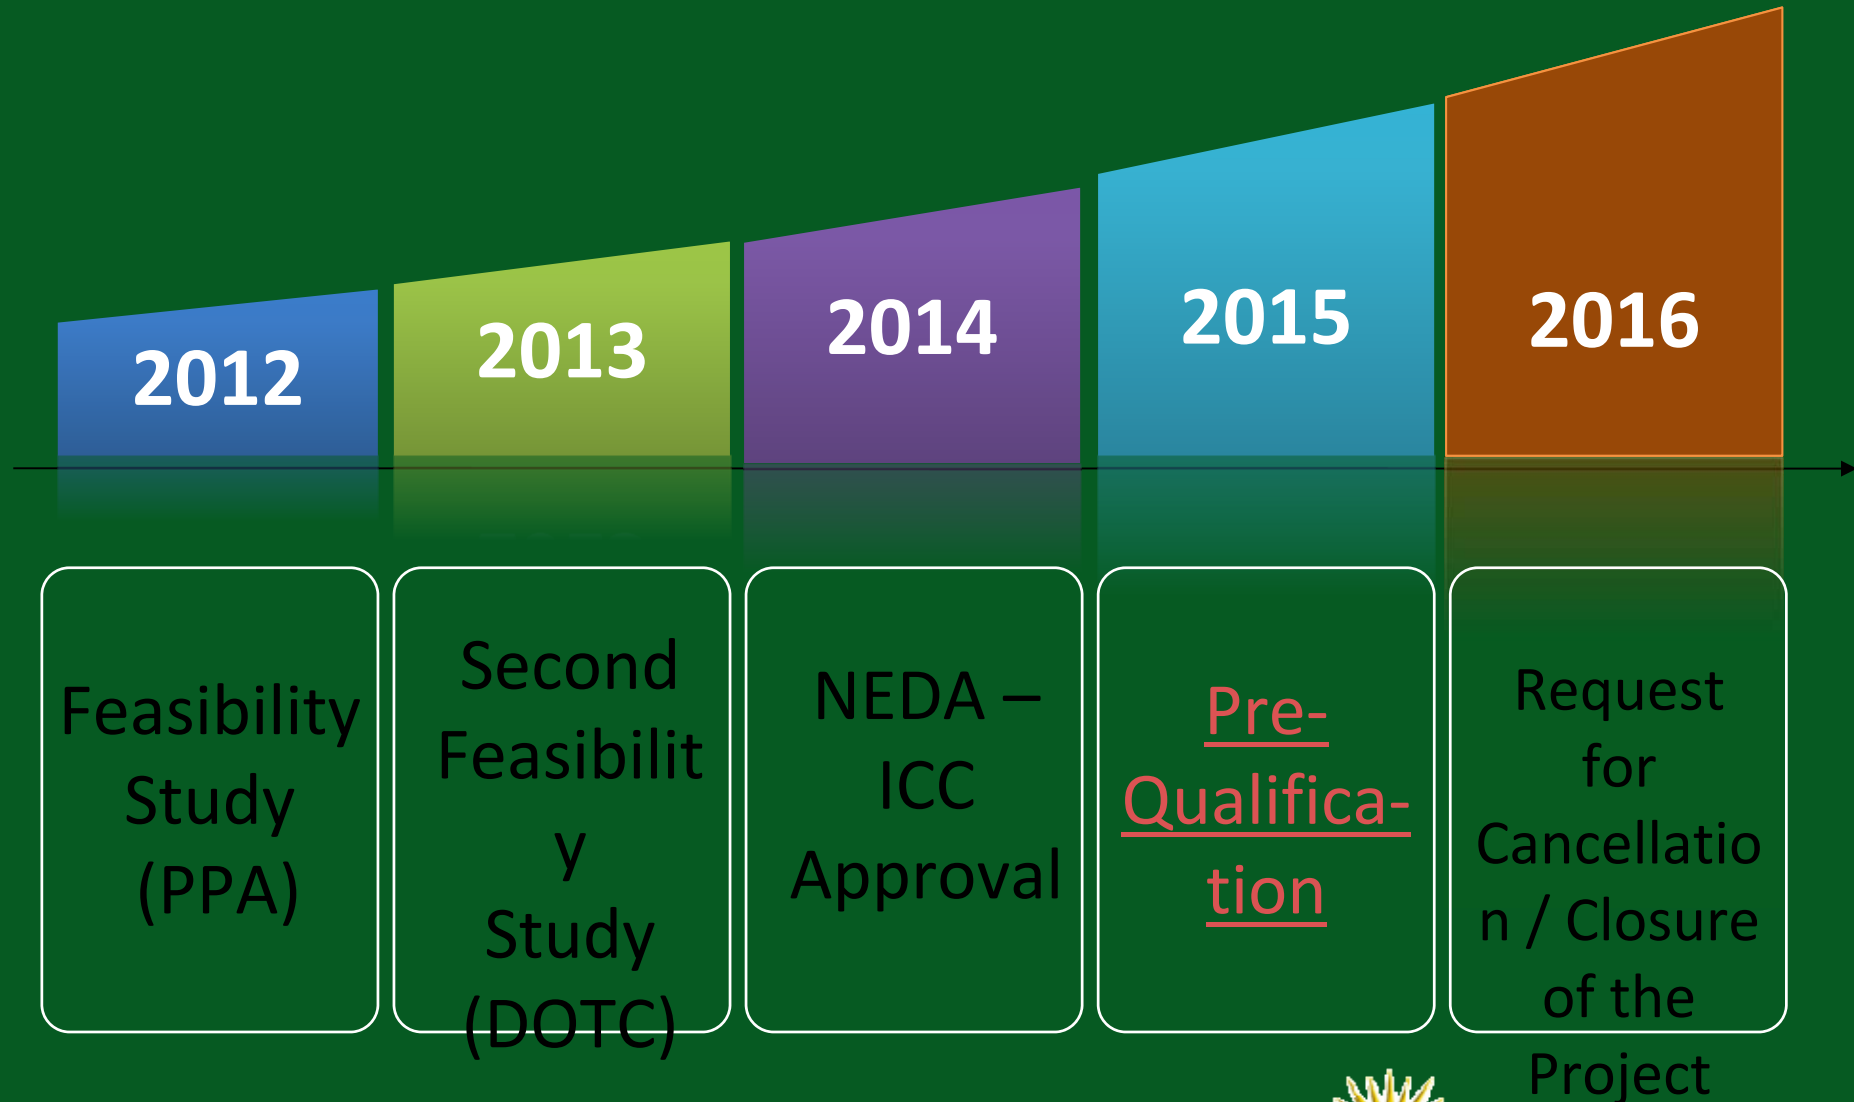 2012
2013
2014
2015
2016
Feasibility
Study
(PPA)
Second
Feasibilit
y
Study
(DOTC)
NEDA –
ICC
Approval
Pre-
Qualifica-
tion
Request
for
Cancellatio
n / Closure
of the
Project